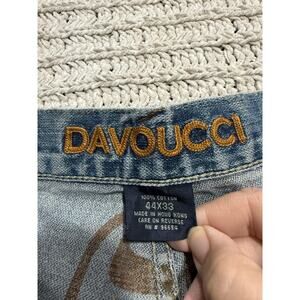 DAVOUCCI
100% COTTON
44X33
MADE IN HONG KONG
CARE ON REVERSE
RN # 96654